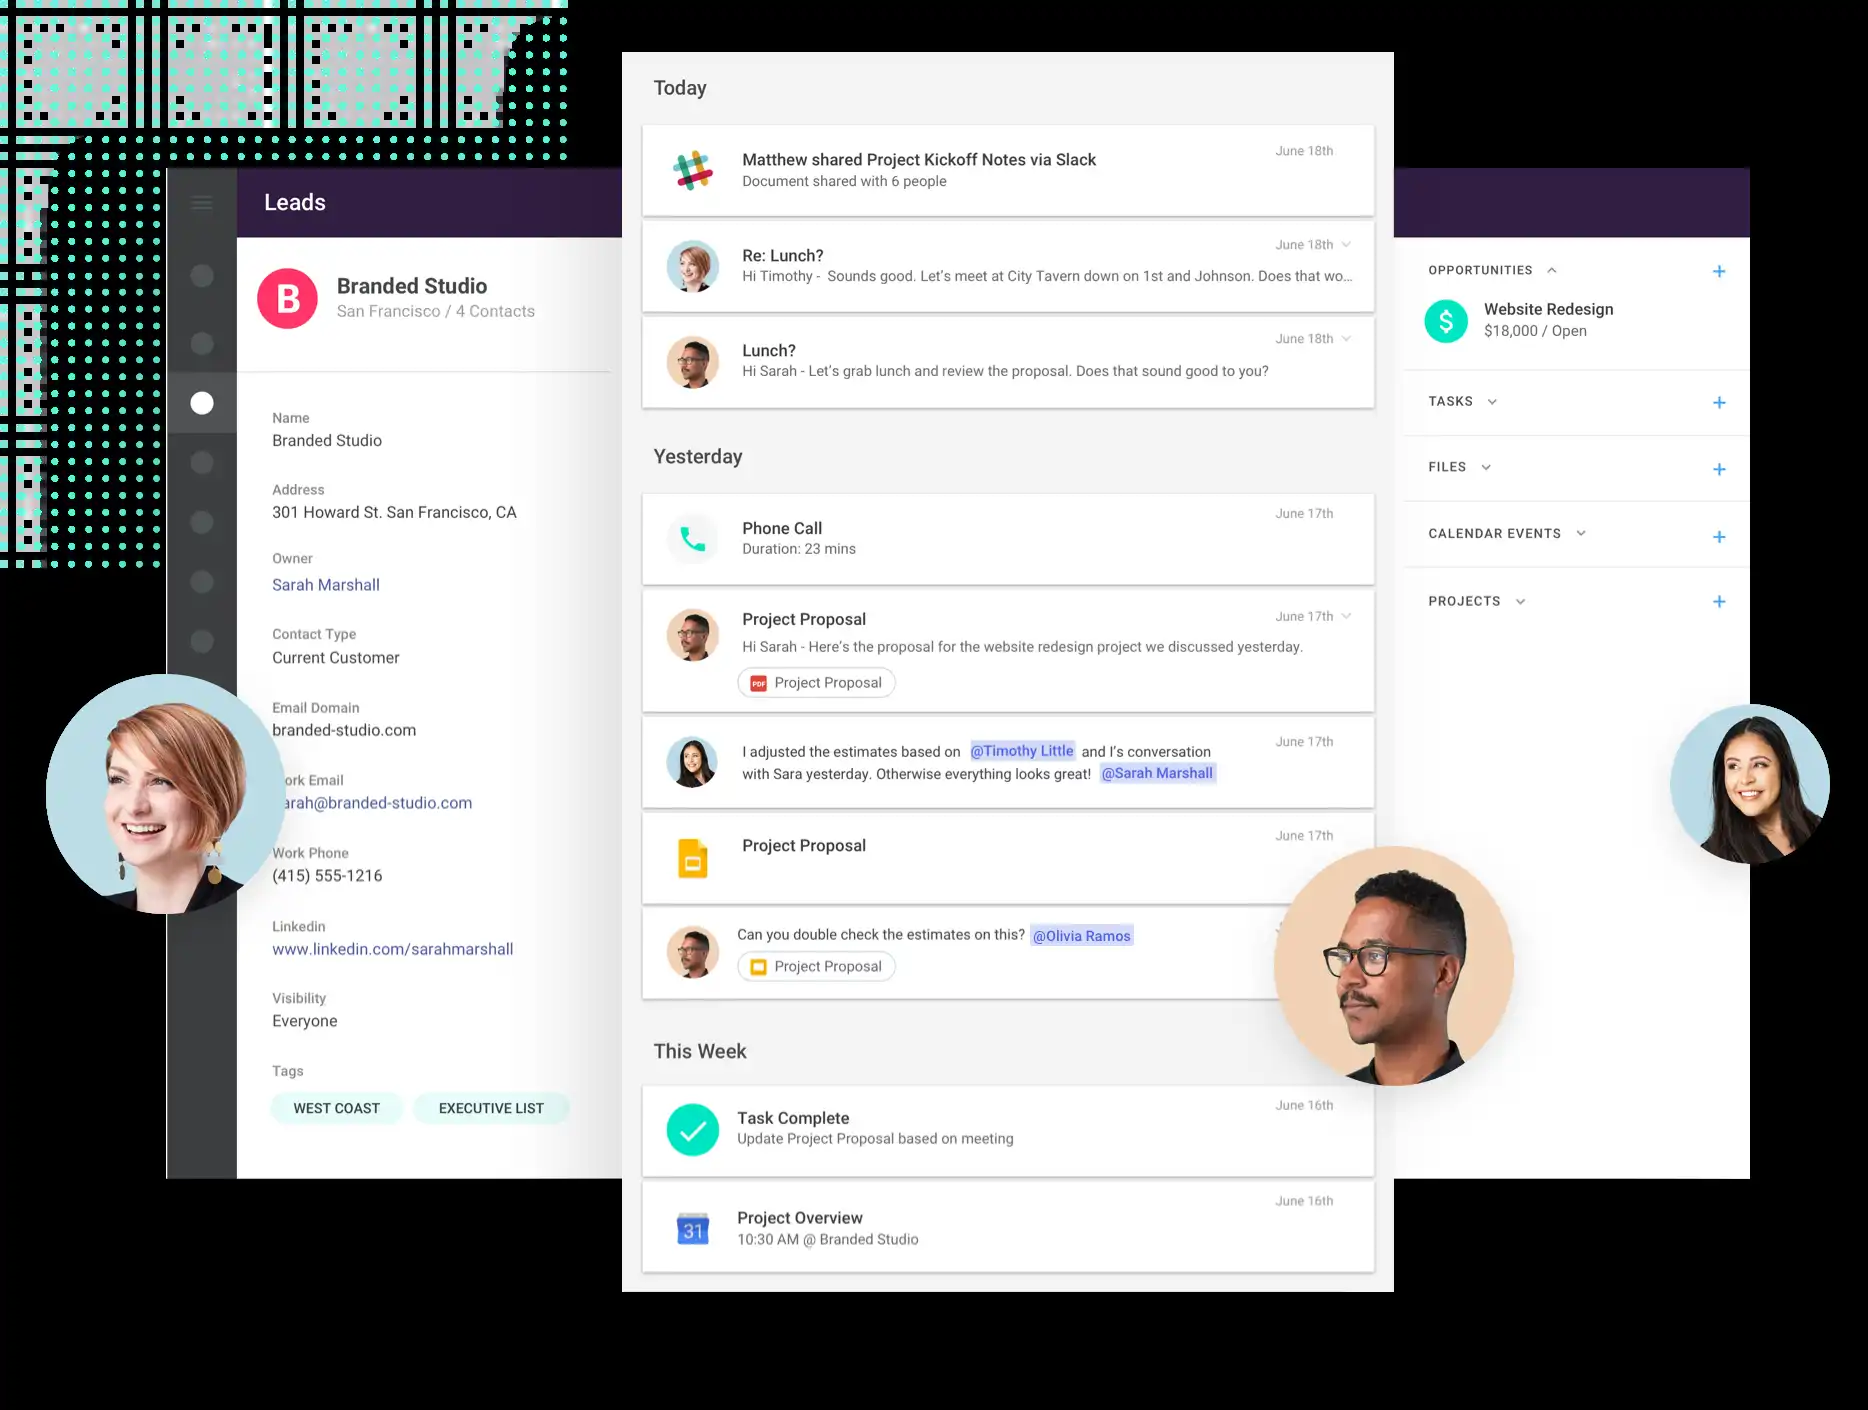 Leads
B
Branded Studio
San Francisco / 4 Contacts
Name
Branded Studio
Address
301 Howard St. San Francisco, CA
Owner
Sarah Marshall
Contact Type
Current Customer
Email Domain
branded-studio.com
ork Email
arah@branded-studio.com
Work Phone
(415) 555-1216
Linkedin
www.linkedin.com/sarahmarshall
Visibility
Everyone
Tags
WEST COAST
EXECUTIVE LIST
Today
Matthew shared Project Kickoff Notes via Slack
June 18th
Document shared with 6 people
Re: Lunch?
June 18th
Hi Timothy - Sounds good. Let’s meet at City Tavern down on 1st and Johnson. Does that wo...
Lunch?
June 18th
Hi Sarah - Let’s grab lunch and review the proposal. Does that sound good to you?
Yesterday
Phone Call
June 17th
Duration: 23 mins
Project Proposal
June 17th
Hi Sarah - Here’s the proposal for the website redesign project we discussed yesterday.
PDF Project Proposal
I adjusted the estimates based on @Timothy Little and I’s conversation
June 17th
with Sara yesterday. Otherwise everything looks great! @Sarah Marshall
Project Proposal
June 17th
Can you double check the estimates on this? @Olivia Ramos
Project Proposal
This Week
Task Complete
June 16th
Update Project Proposal based on meeting
31
Project Overview
June 16th
10:30 AM @ Branded Studio
OPPORTUNITIES
+
$
Website Redesign
$18,000 / Open
TASKS
+
FILES
+
CALENDAR EVENTS
+
PROJECTS
+